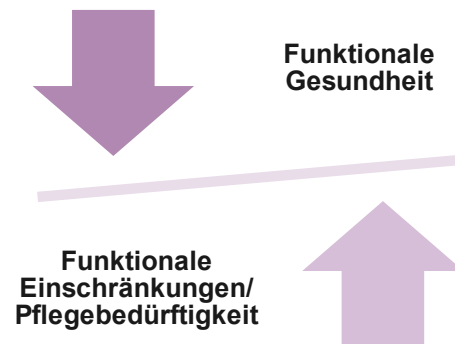 Funktionale
Gesundheit
Funktionale
Einschränkungen/
Pflegebedürftigkeit